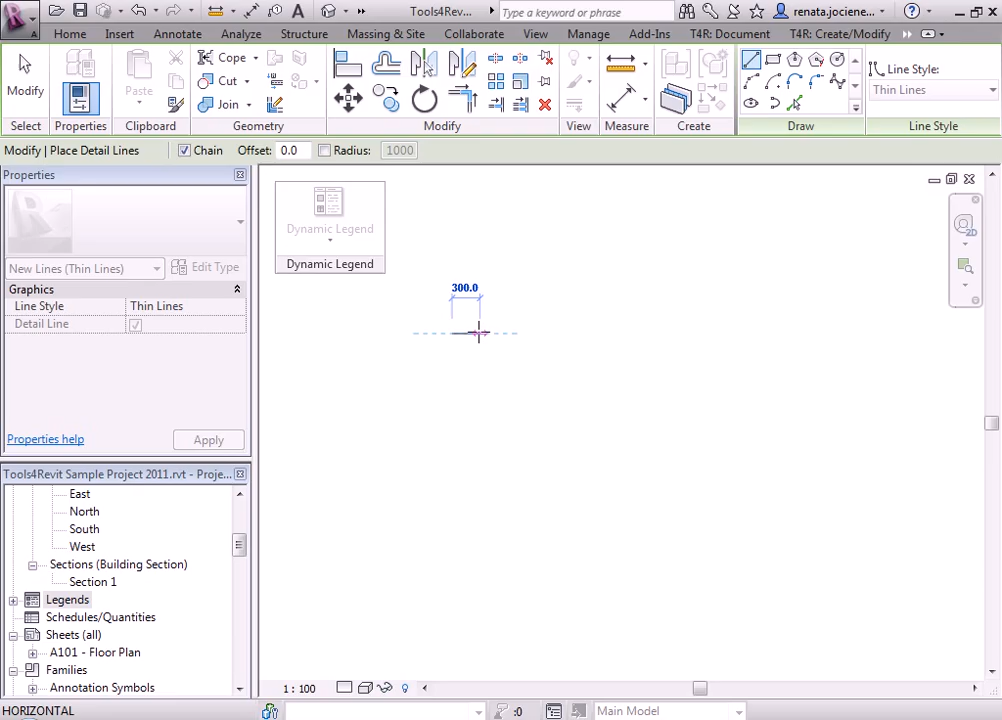 Tools4Rev...
Type a keyword or phrase
renata.jociene...
Home
Insert
Annotate
Analyze
Structure
Massing & Site
Collaborate
View
Manage
Add-Ins
T4R: Document
T4R: Create/Modify
Modify
Paste
Cope
Cut
Join
Line Style:
Thin Lines
Select
Properties
Clipboard
Geometry
Modify
View
Measure
Create
Draw
Line Style
Modify | Place Detail Lines
Chain
Offset:
0.0
Radius:
1000
Properties
New Lines (Thin Lines)
Edit Type
Graphics
Line Style
Thin Lines
Detail Line
Properties help
Apply
Dynamic Legend
Dynamic Legend
300.0
2D
Tools4Revit Sample Project 2011.rvt - Proje...
East
North
South
West
Sections (Building Section)
Section 1
Legends
Schedules/Quantities
Sheets (all)
A101 - Floor Plan
Families
Annotation Symbols
1 : 100
HORIZONTAL
:0
Main Model